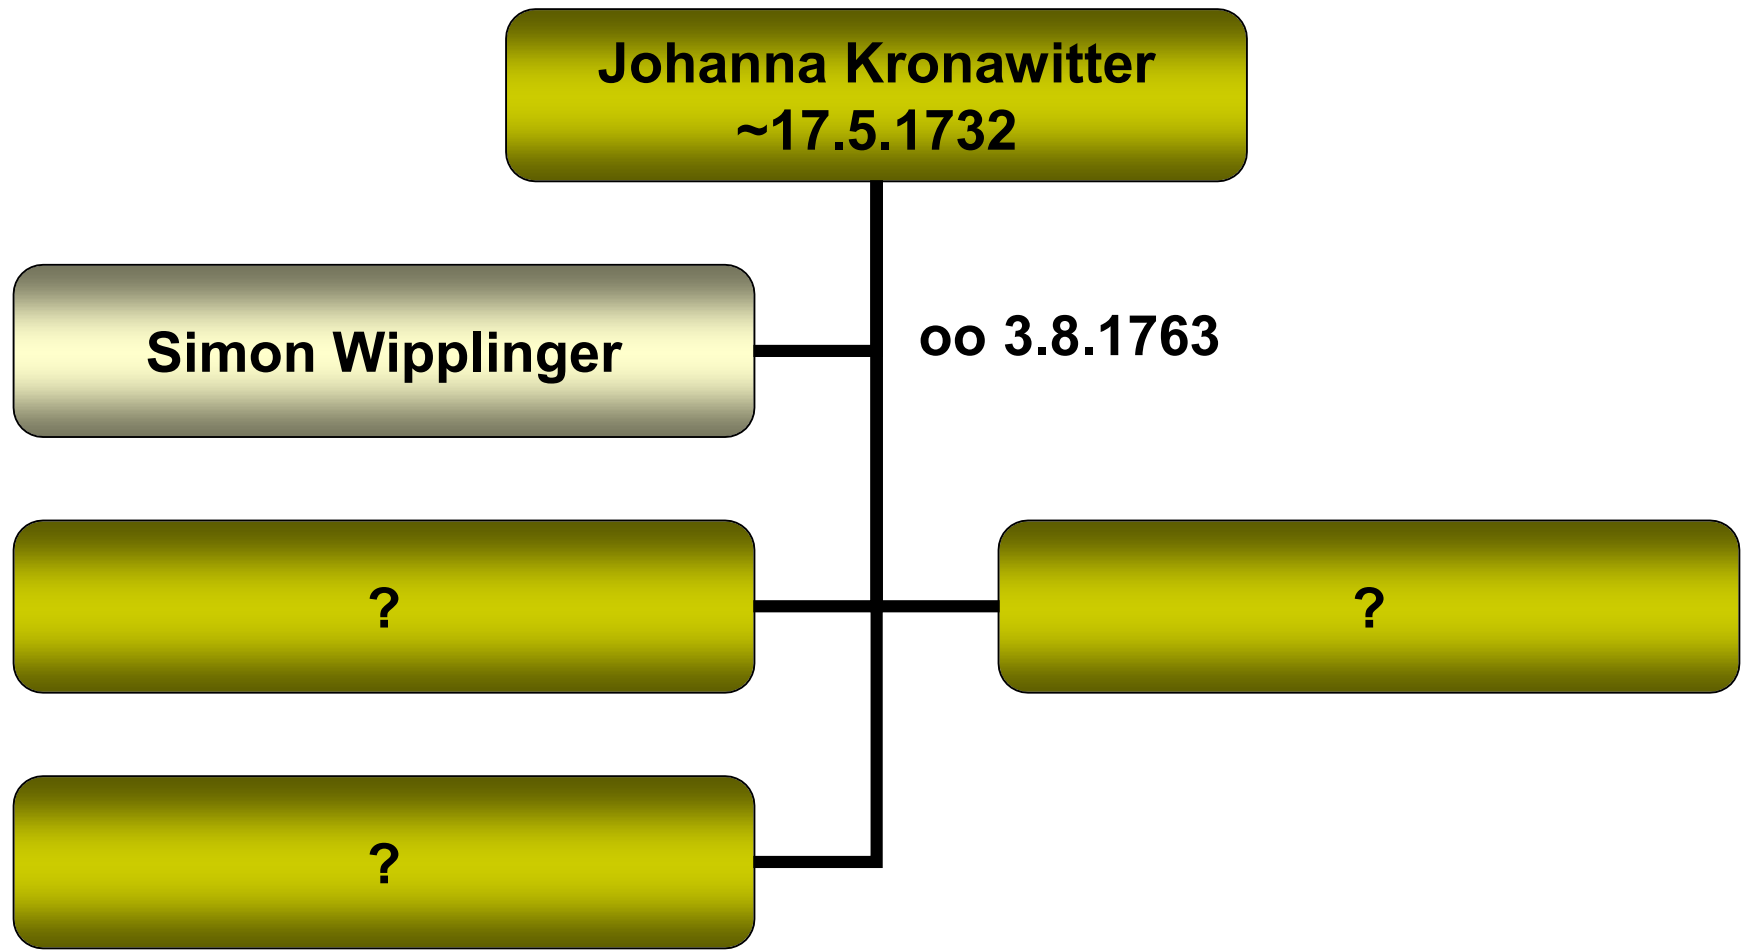 Johanna Kronawitter
~17.5.1732
Simon Wipplinger
oo 3.8.1763
?
?
?